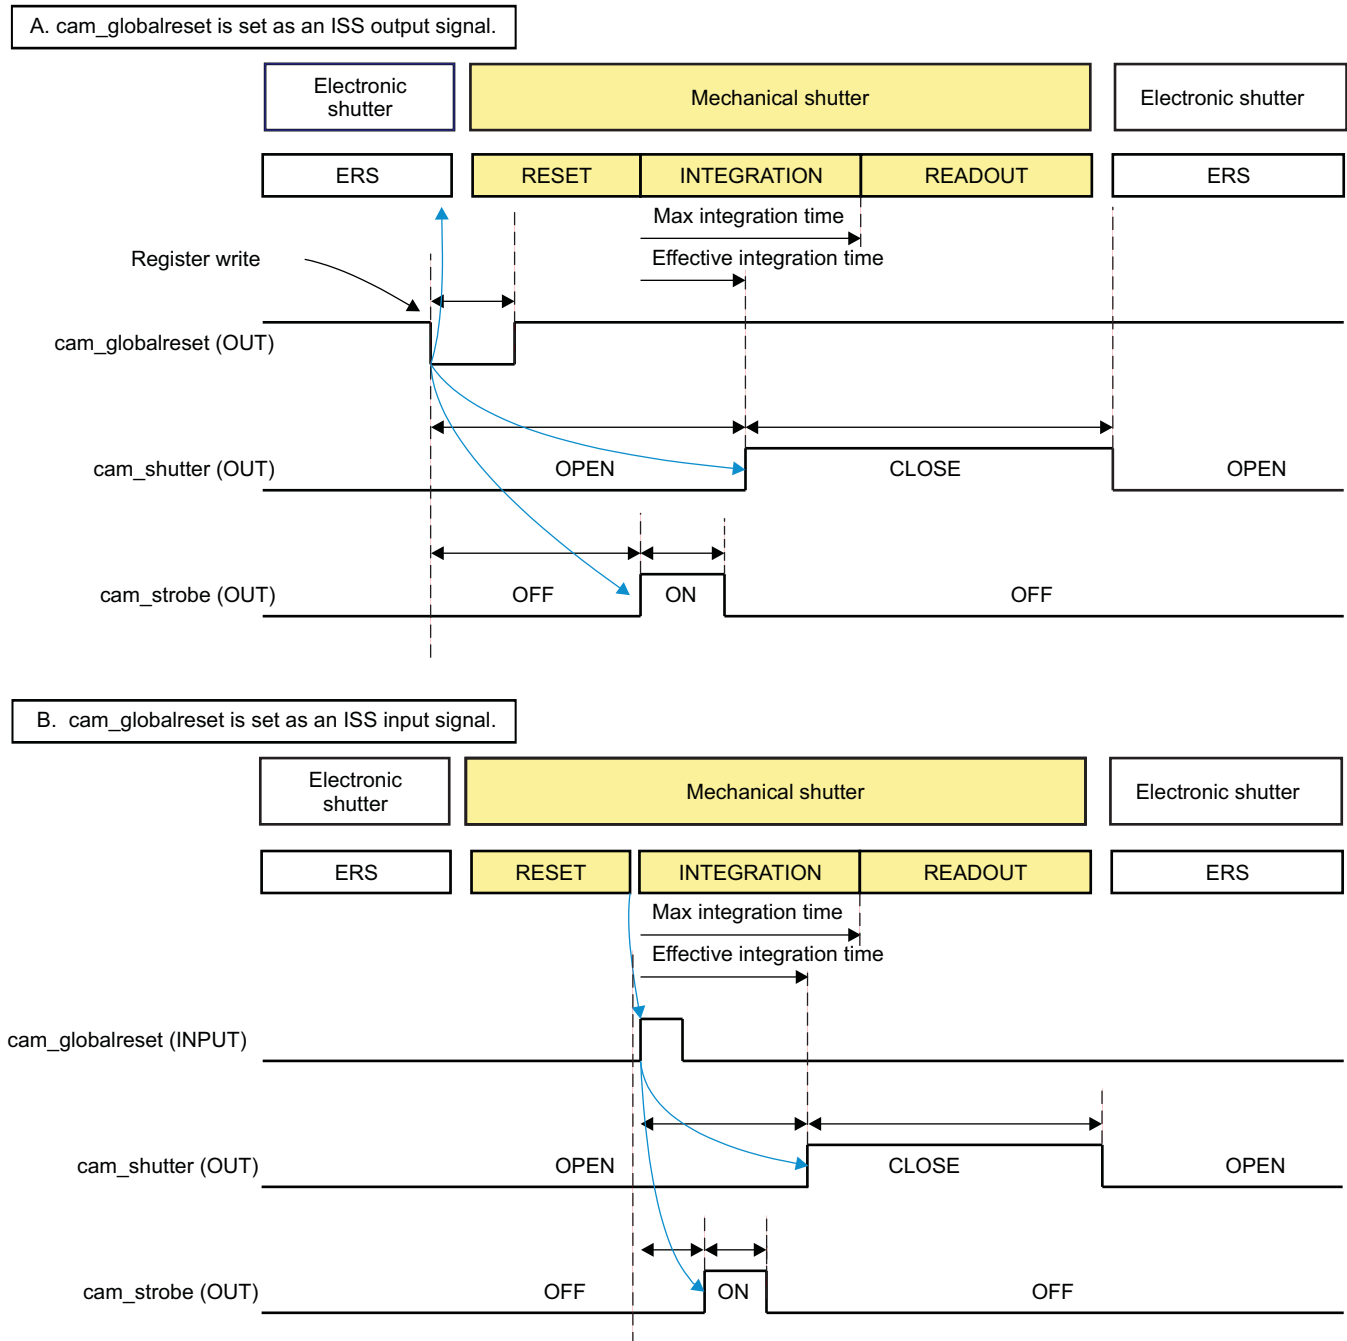 A. cam_globalreset is set as an ISS output signal.
Electronic
shutter
Mechanical shutter
Electronic shutter
ERS
RESET
INTEGRATION
READOUT
ERS
Max integration time
Register write
Effective integration time
cam_globalreset (OUT)
cam_shutter (OUT)
OPEN
CLOSE
OPEN
cam_strobe (OUT)
OFF
ON
OFF
B. cam_globalreset is set as an ISS input signal.
Electronic
shutter
Mechanical shutter
Electronic shutter
ERS
RESET
INTEGRATION
READOUT
ERS
Max integration time
Effective integration time
cam_globalreset (INPUT)
cam_shutter (OUT)
OPEN
CLOSE
OPEN
cam_strobe (OUT)
OFF
ON
OFF